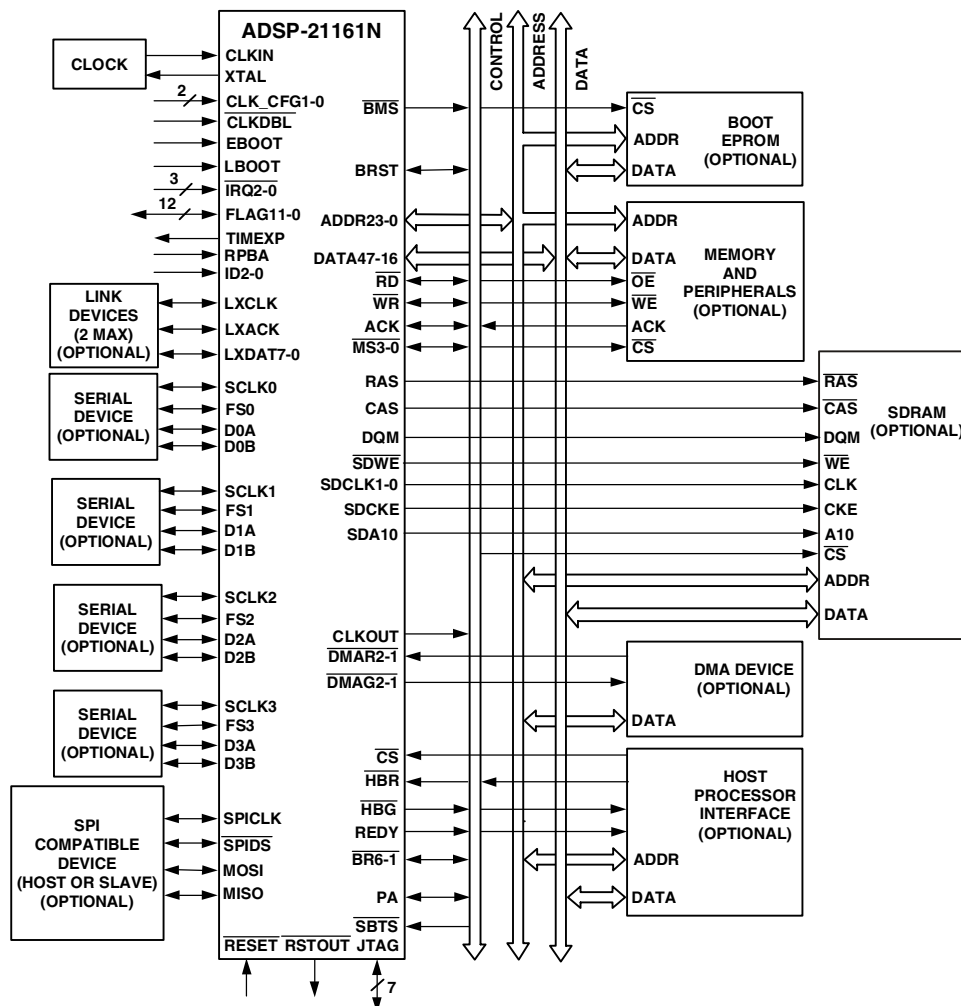 ADSP-21161N
CLOCK
CLKIN
XTAL
2
CLK_CFG1-0
CLKDBL
EBOOT
LBOOT
3
IRQ2-0
12
FLAG11-0
TIMEXP
RPBA
ID2-0
LINK
DEVICES
(2 MAX)
(OPTIONAL)
LXCLK
LXACK
LXDAT7-0
SERIAL
DEVICE
(OPTIONAL)
SCLK0
FS0
D0A
D0B
SERIAL
DEVICE
(OPTIONAL)
SCLK1
FS1
D1A
D1B
SERIAL
DEVICE
(OPTIONAL)
SCLK2
FS2
D2A
D2B
SERIAL
DEVICE
(OPTIONAL)
SCLK3
FS3
D3A
D3B
SPI
COMPATIBLE
DEVICE
(HOST OR SLAVE)
(OPTIONAL)
SPICLK
SPIDS
MOSI
MISO
RESET RSTOUT JTAG
7
BMS
BRST
ADDR23-0
DATA47-16
RD
WR
ACK
MS3-0
RAS
CAS
DQM
SDWE
SDCLK1-0
SDCKE
SDA10
CLKOUT
DMAR2-1
DMAG2-1
CS
HBR
HBG
REDY
BR6-1
PA
SBTS
CONTROL
ADDRESS
DATA
CS
ADDR
DATA
BOOT
EPROM
(OPTIONAL)
ADDR
DATA
OE
WE
ACK
CS
MEMORY
AND
PERIPHERALS
(OPTIONAL)
RAS
CAS
DQM
WE
CLK
CKE
A10
CS
ADDR
DATA
SDRAM
(OPTIONAL)
DMA DEVICE
(OPTIONAL)
DATA
HOST
PROCESSOR
INTERFACE
(OPTIONAL)
ADDR
DATA